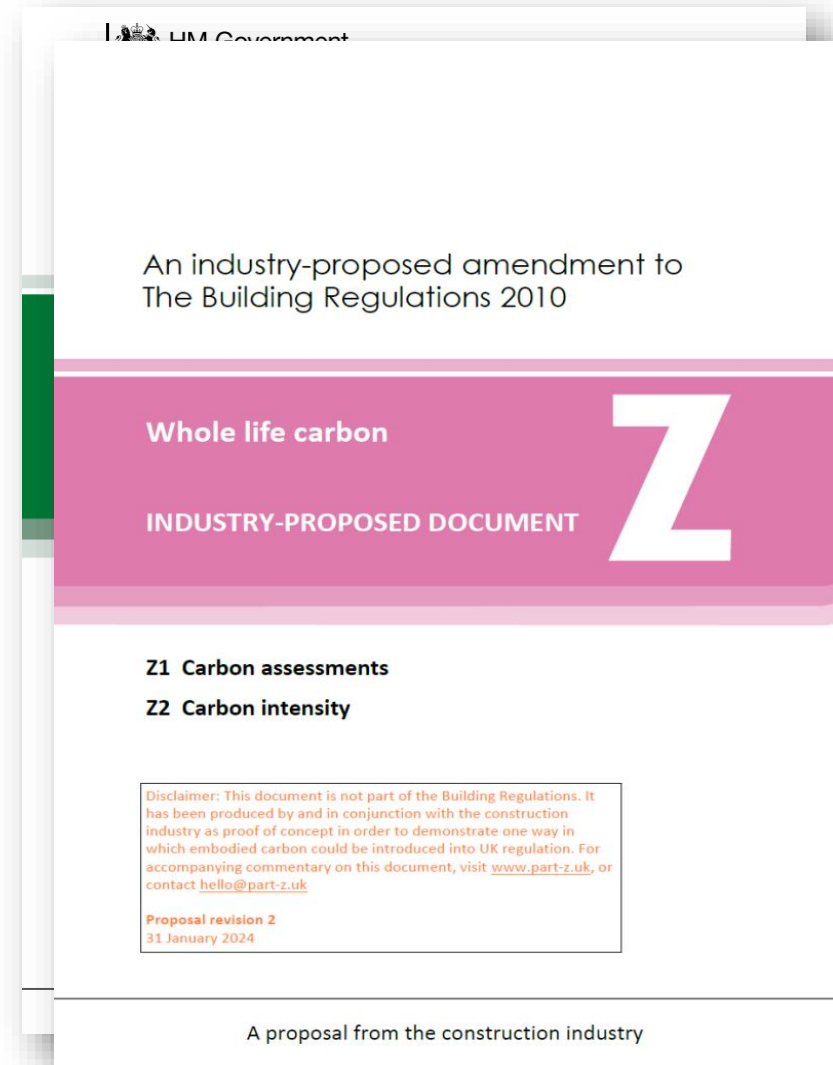 HM Government
An industry-proposed amendment to
The Building Regulations 2010
Whole life carbon
Z
INDUSTRY-PROPOSED DOCUMENT
Z1 Carbon assessments
Z2 Carbon intensity
Disclaimer: This document is not part of the Building Regulations. It
has been produced by and in conjunction with the construction
industry as proof of concept in order to demonstrate one way in
which embodied carbon could be introduced into UK regulation. For
accompanying commentary on this document, visit www.part-z.uk, or
contact hello@part-z.uk
Proposal revision 2
31 January 2024
A proposal from the construction industry